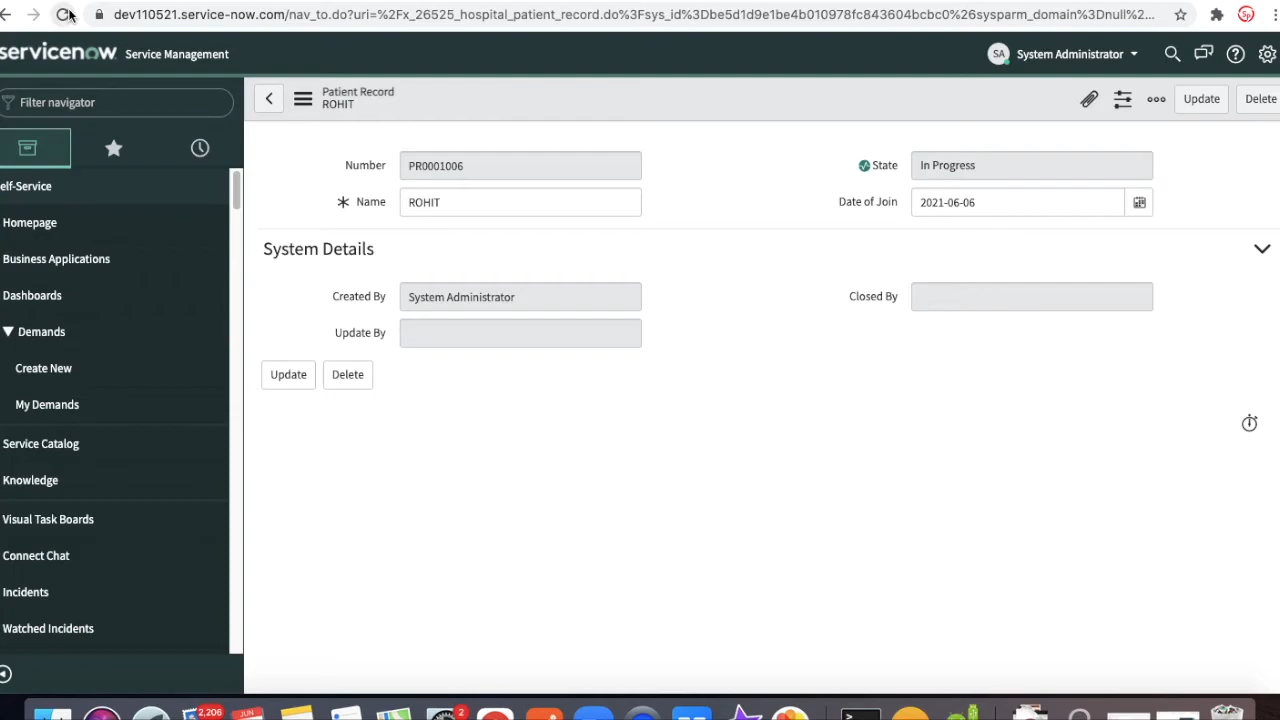 dev110521.service-now.com/nav_to.do?uri=%2Fx_26525_hospital_patient_record.do%3Fsys_id%3Dbe5d1d9e1be4b010978fc843604bcbc0%26sysparm_domain%3Dnull%2...
Sp
servicenow Service Management
SA System Administrator
Filter navigator
Patient Record
ROHIT
Update
Delete
elf-Service
Homepage
Business Applications
Dashboards
Demands
Create New
My Demands
Service Catalog
Knowledge
Visual Task Boards
Connect Chat
Incidents
Watched Incidents
Number PR0001006
State In Progress
Name ROHIT
Date of Join 2021-06-06
System Details
Created By System Administrator
Closed By
Update By
Update Delete
2,206
JUN
2